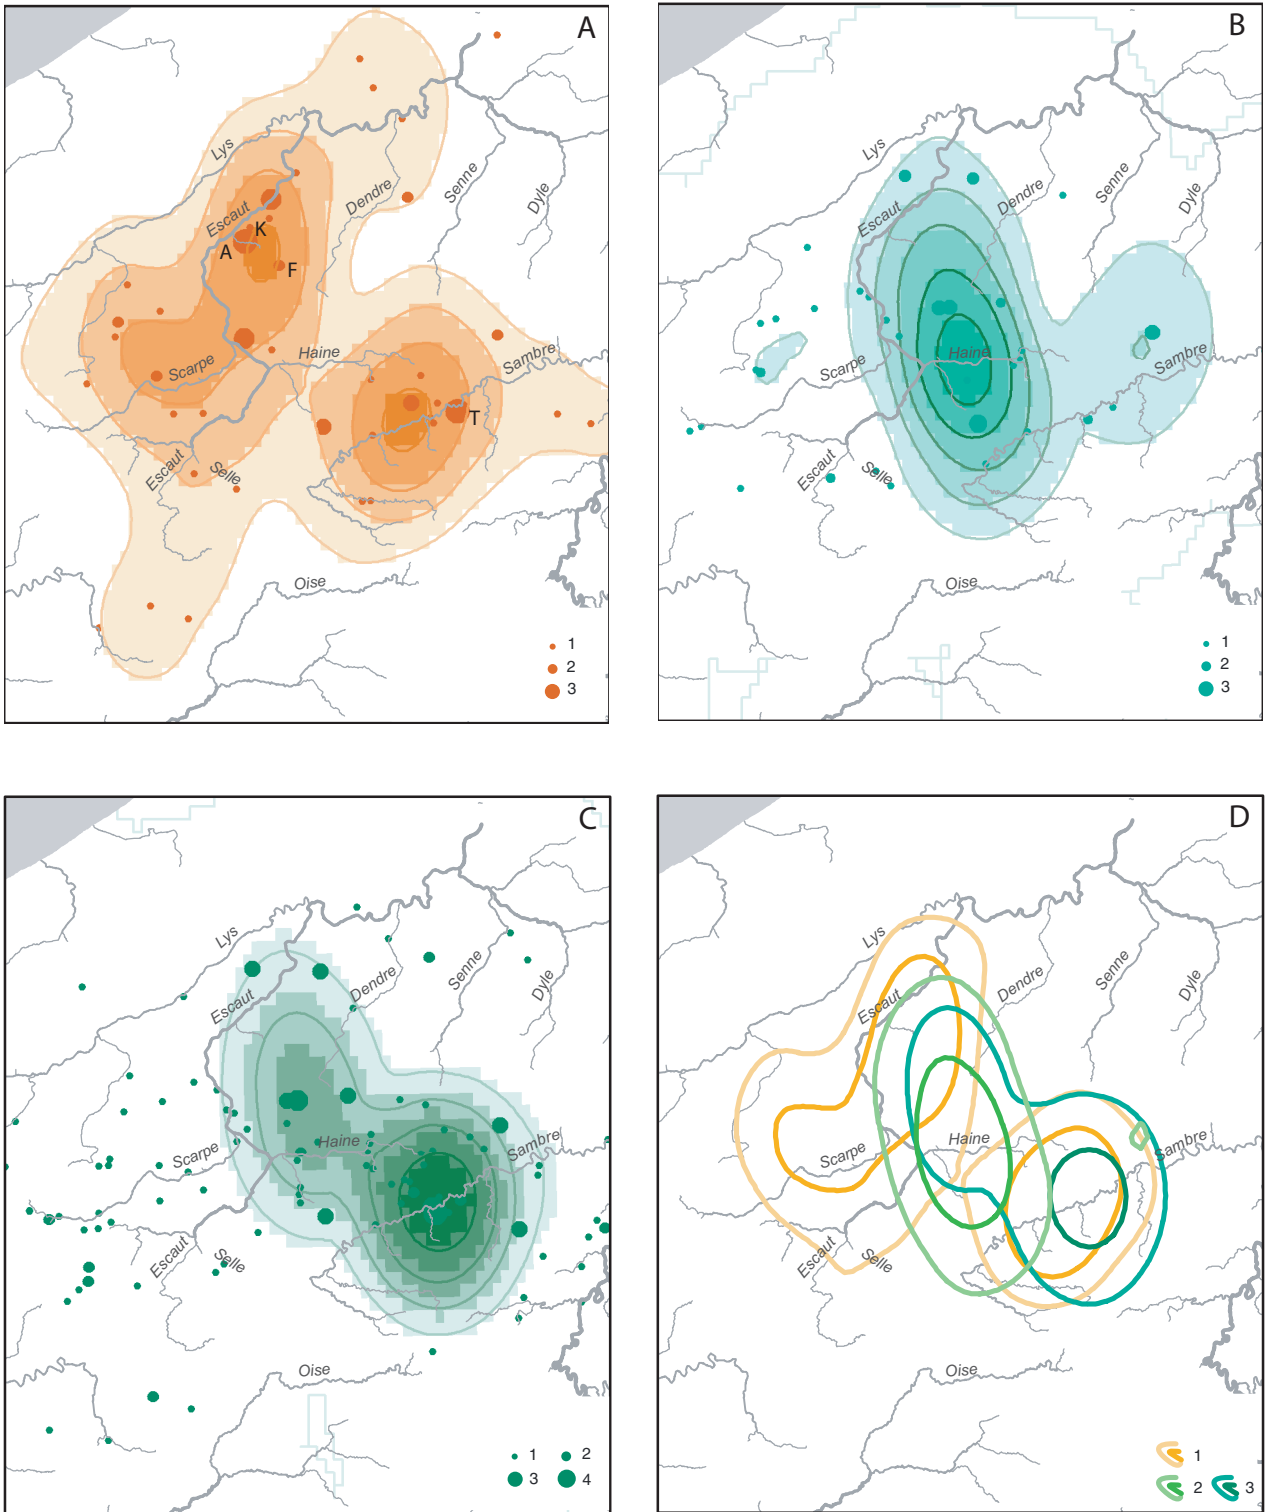 A
Lys
Escaut
K
A
F
Dendre
Senne
Dyle
Scarpe
Haine
Sambre
T
Escaut
Selle
Oise
1
2
3
B
Lys
Escaut
Dendre
Senne
Dyle
Scarpe
Haine
Sambre
Escaut
Selle
Oise
1
2
3
C
Lys
Escaut
Dendre
Senne
Dyle
Scarpe
Haine
Sambre
Escaut
Selle
Oise
1 2
3 4
D
Lys
Escaut
Dendre
Senne
Dyle
Scarpe
Haine
Sambre
Escaut
Selle
Oise
1
2 3